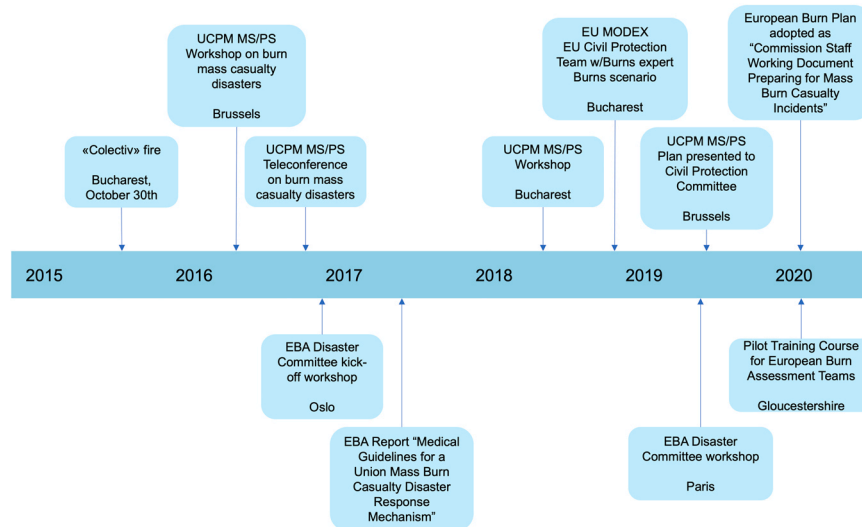 «Colectiv» fire
Bucharest,
October 30th
UCPM MS/PS
Workshop on burn
mass casualty
disasters
Brussels
UCPM MS/PS
Teleconference
on burn mass
casualty disasters
UCPM MS/PS
Workshop
Bucharest
EU MODEX
EU Civil Protection
Team w/Burns expert
Burns scenario
Bucharest
UCPM MS/PS
Plan presented to
Civil Protection
Committee
Brussels
European Burn Plan
adopted as
“Commission Staff
Working Document
Preparing for Mass
Burn Casualty
Incidents”
2015
2016
2017
2018
2019
2020
EBA Disaster
Committee kick-
off workshop
Oslo
EBA Report “Medical
Guidelines for a
Union Mass Burn
Casualty Disaster
Response
Mechanism”
EBA Disaster
Committee workshop
Paris
Pilot Training Course
for European Burn
Assessment Teams
Gloucestershire